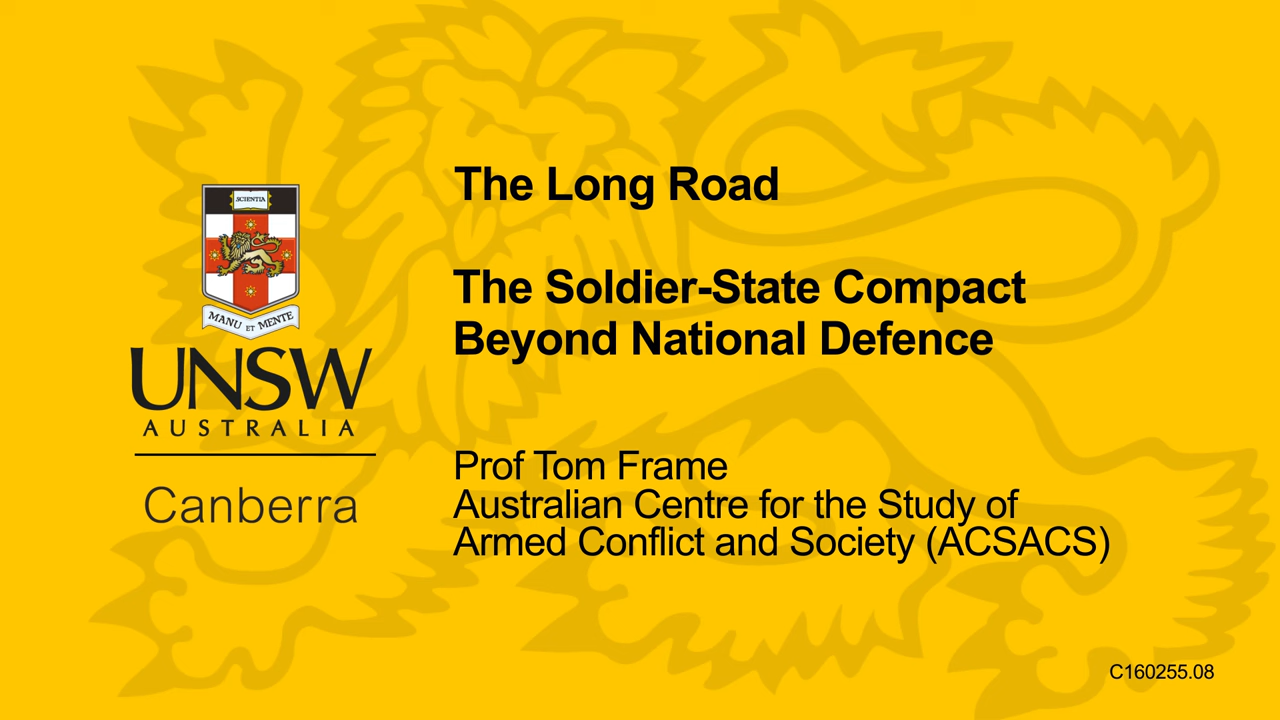 The Long Road
The Soldier-State Compact
Beyond National Defence
SCIENTIA
MANU ET MENTE
UNSW
AUSTRALIA
Canberra
Prof Tom Frame
Australian Centre for the Study of
Armed Conflict and Society (ACSACS)
C160255.08